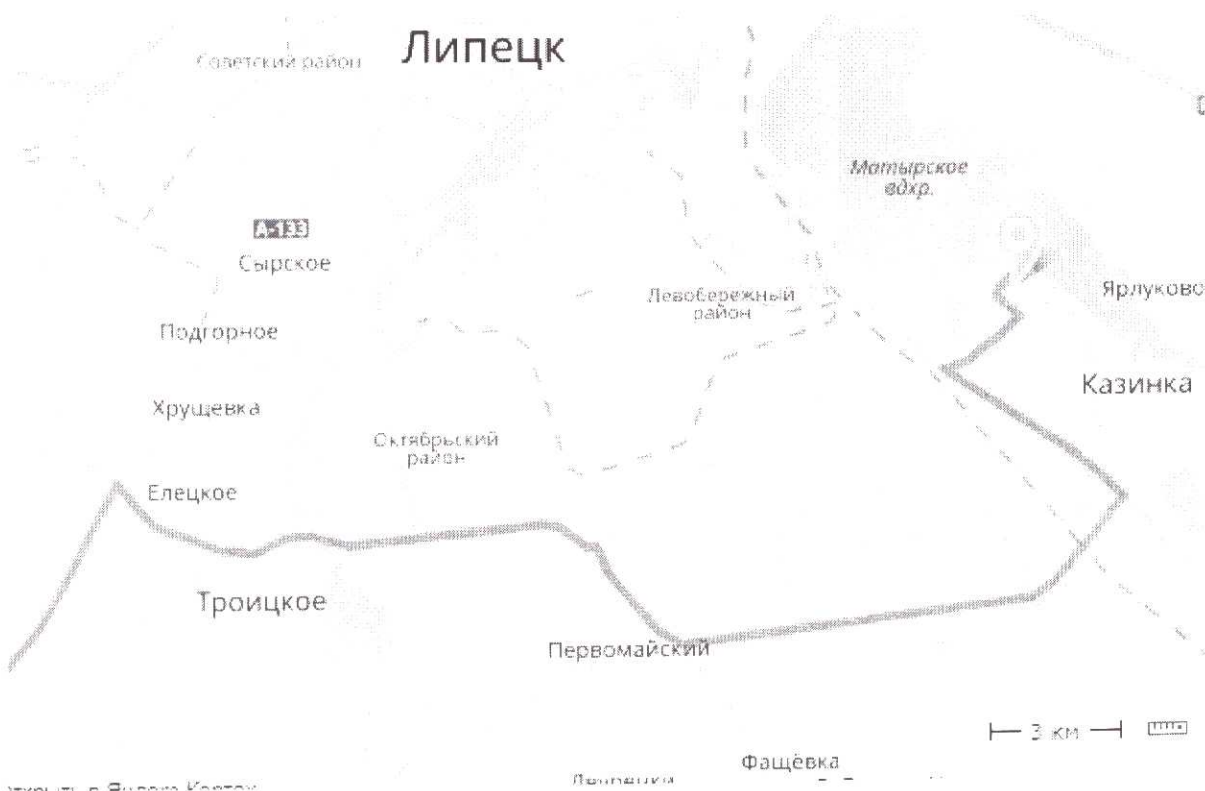 Липецк
Советский район
Матырское
вдхр.
А-133
Сырское
Левобережный
район
Ярлуково
Подгорное
Казинка
Хрущевка
Октябрьский
район
Елецкое
Троицкое
Первомайский
3 км
Фащёвка